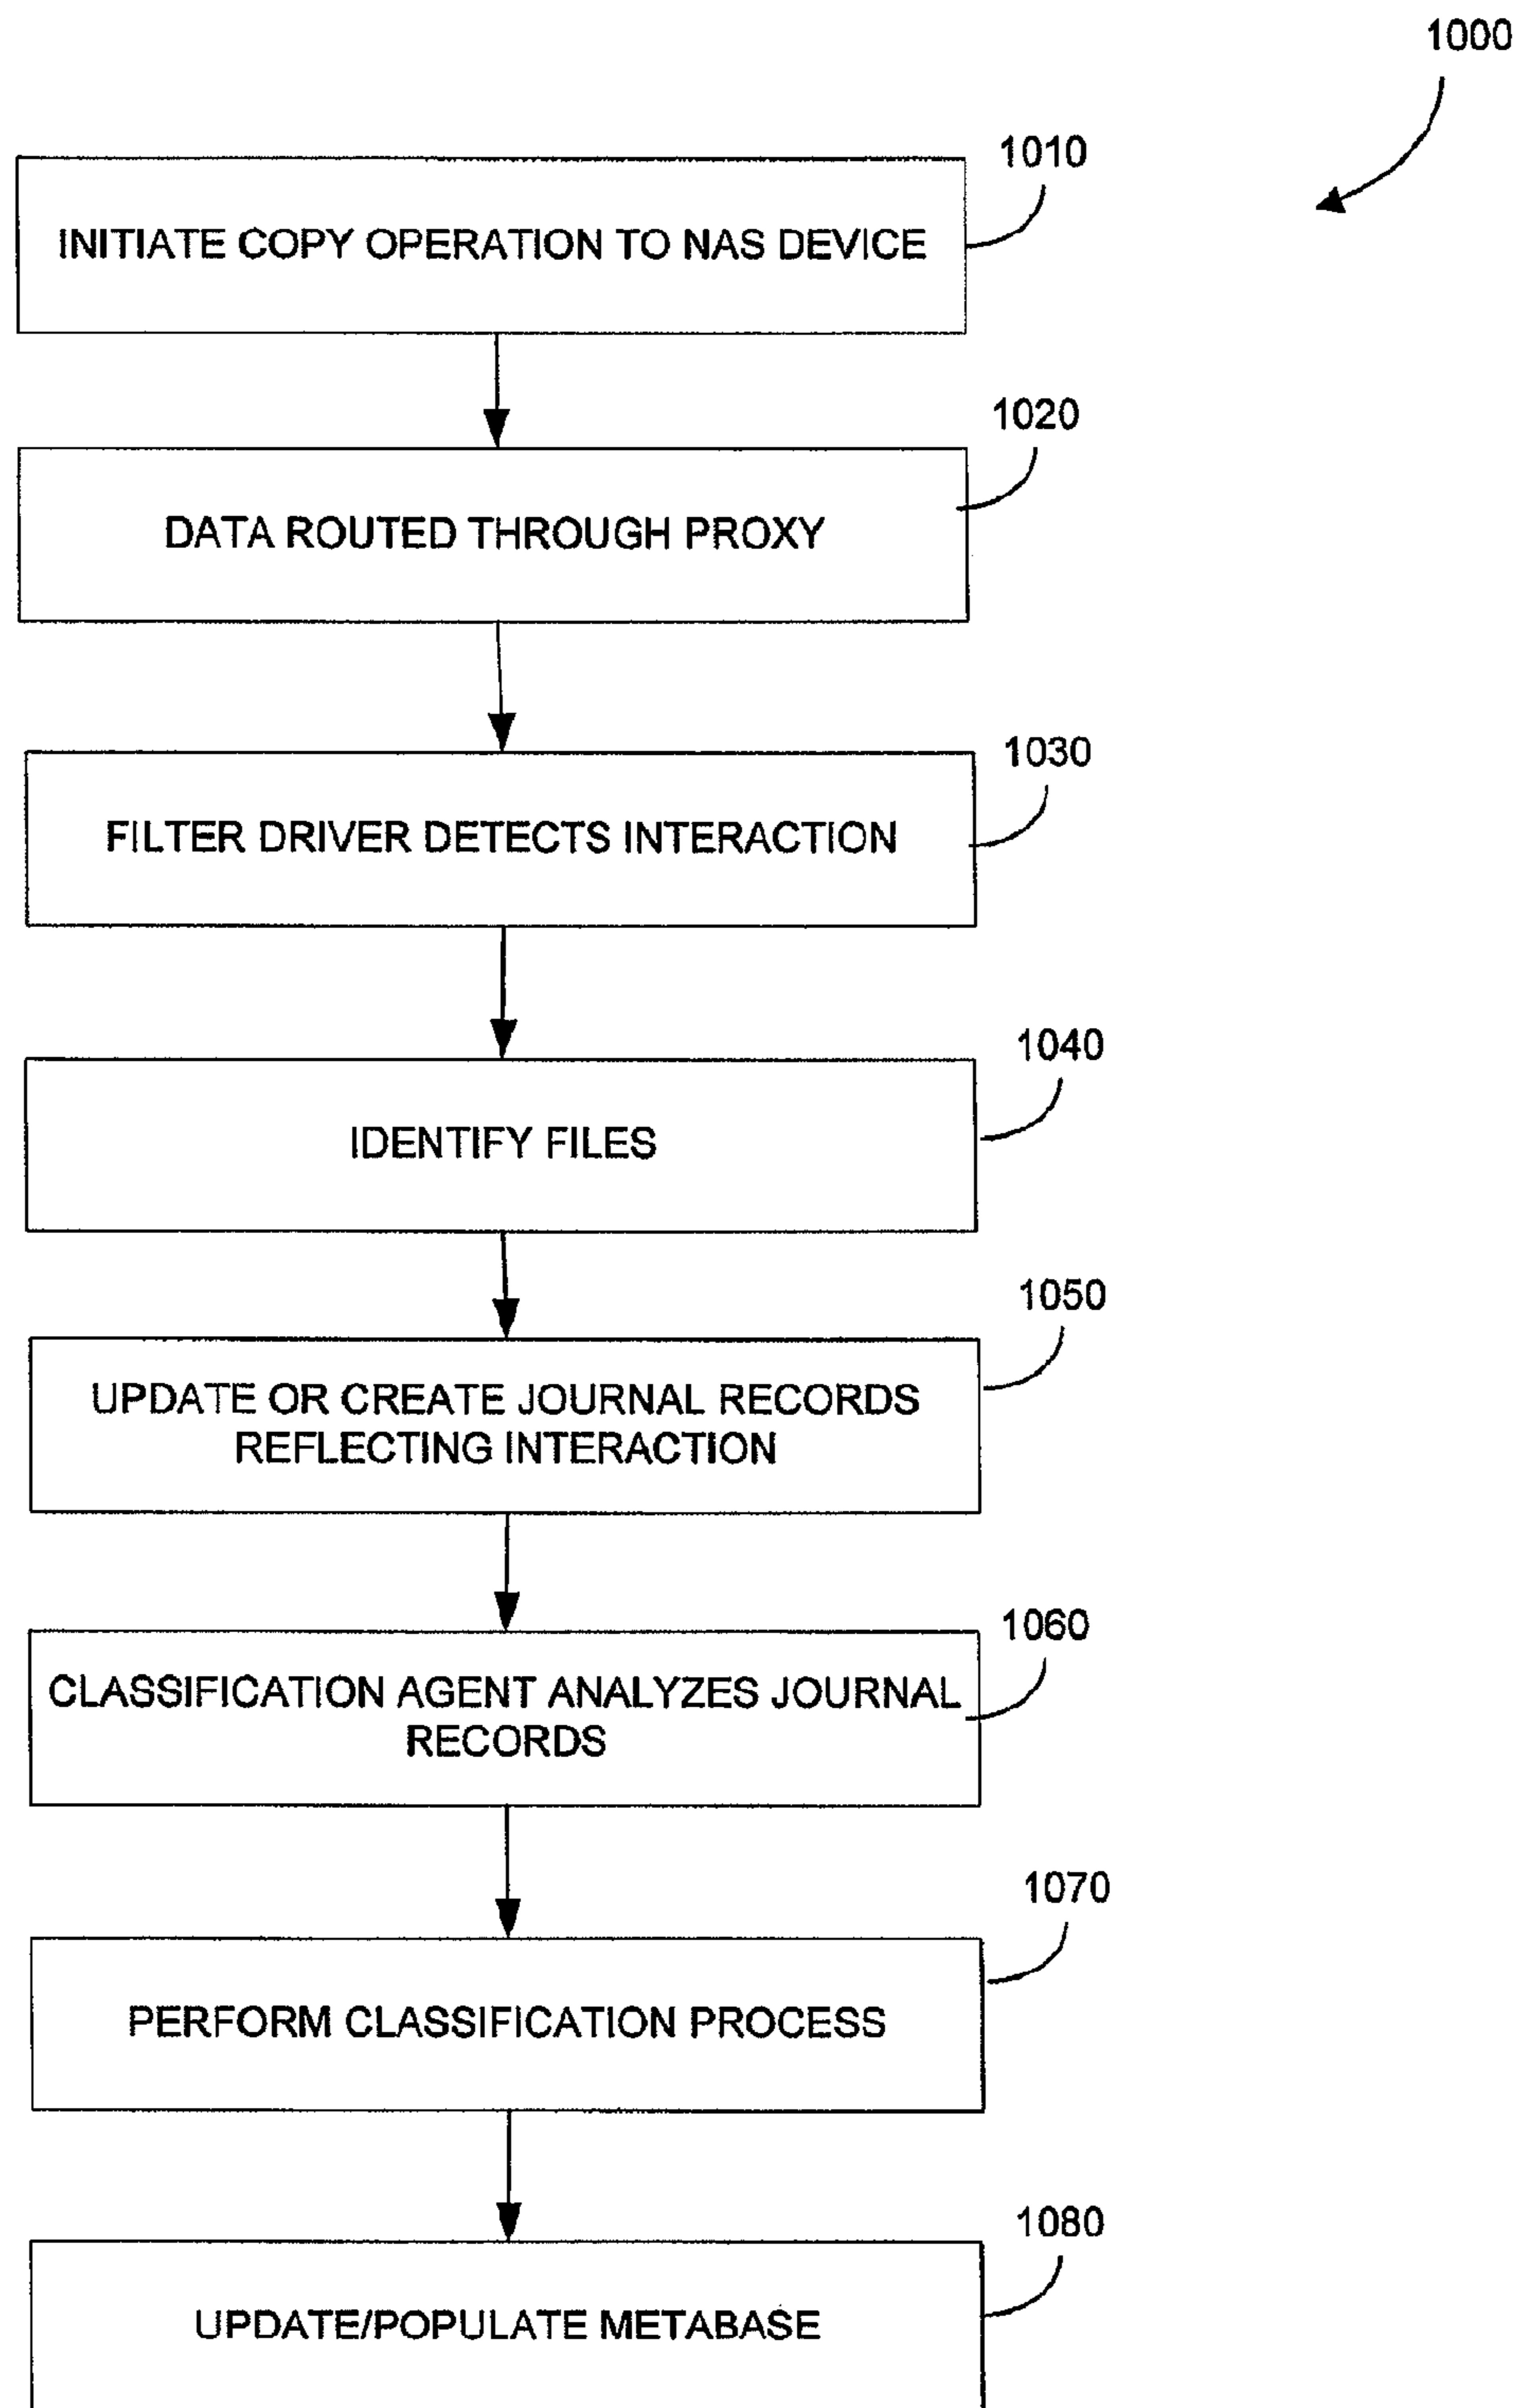 1000
1010
INITIATE COPY OPERATION TO NAS DEVICE
1020
DATA ROUTED THROUGH PROXY
1030
FILTER DRIVER DETECTS INTERACTION
1040
IDENTIFY FILES
1050
UPDATE OR CREATE JOURNAL RECORDS
REFLECTING INTERACTION
1060
CLASSIFICATION AGENT ANALYZES JOURNAL
RECORDS
1070
PERFORM CLASSIFICATION PROCESS
1080
UPDATE/POPULATE METABASE